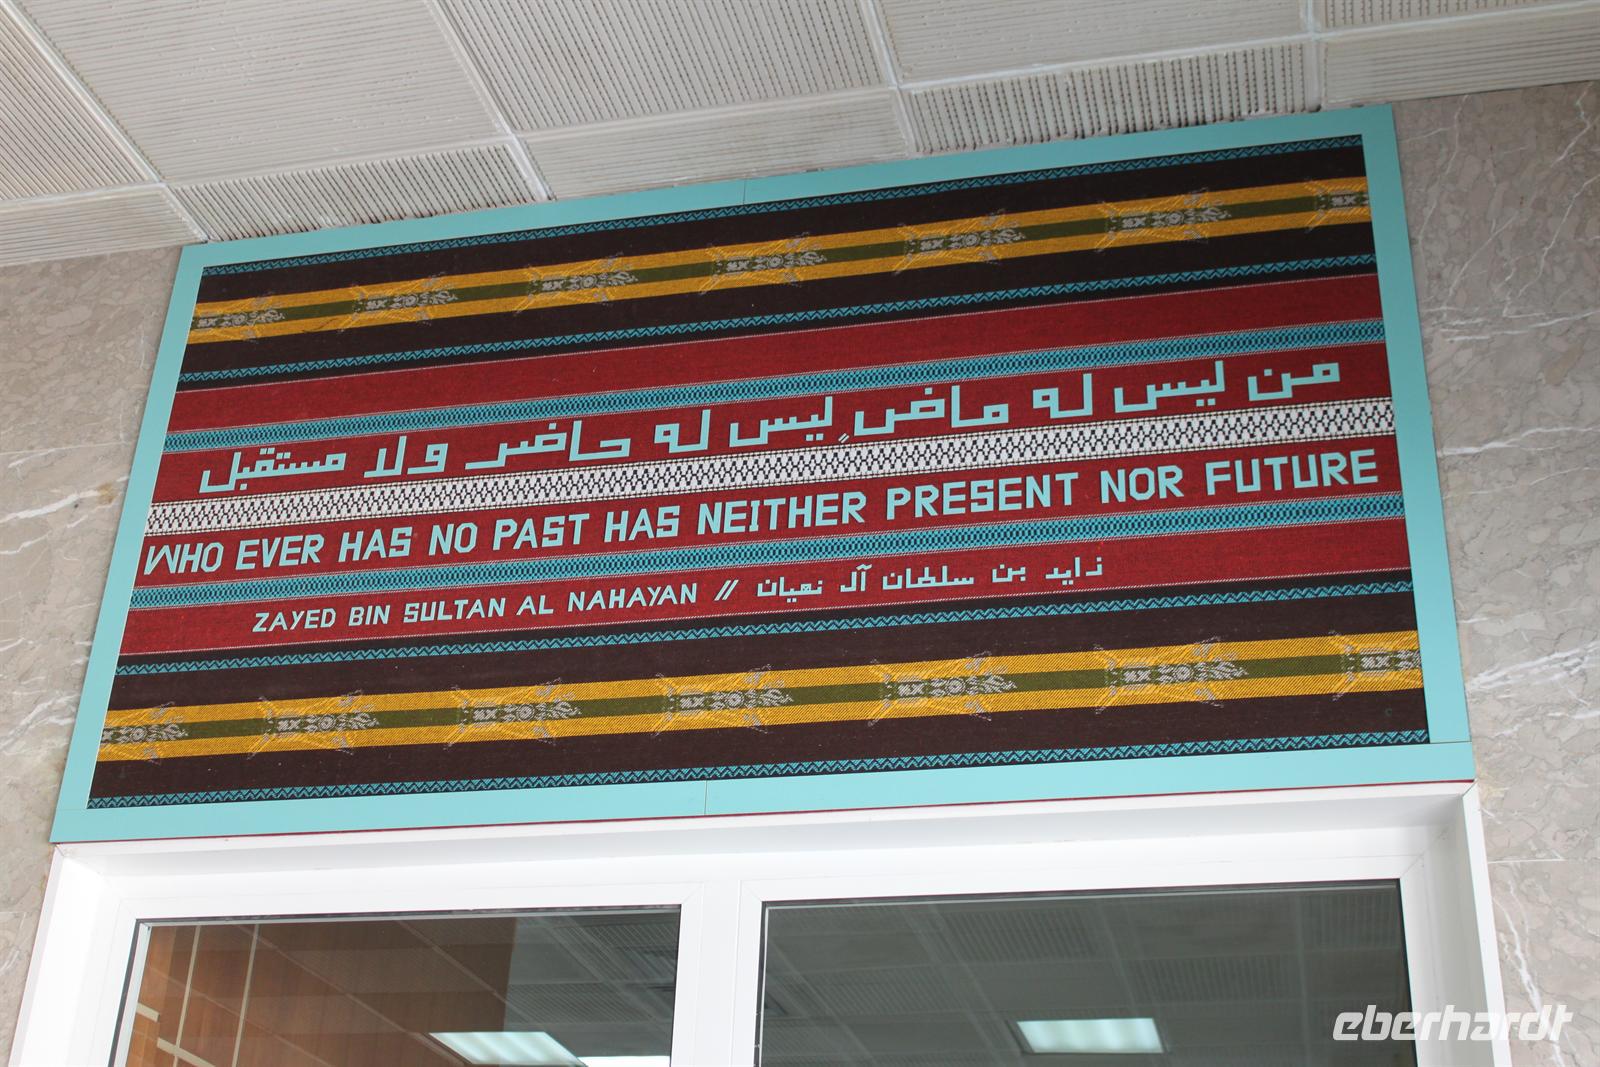 من ليس له ماضٍ ليس له حاضر ولا مستقبل
WHO EVER HAS NO PAST HAS NEITHER PRESENT NOR FUTURE
ZAYED BIN SULTAN AL NAHAYAN // زايد بن سلطان آل نهيان
eberhardt